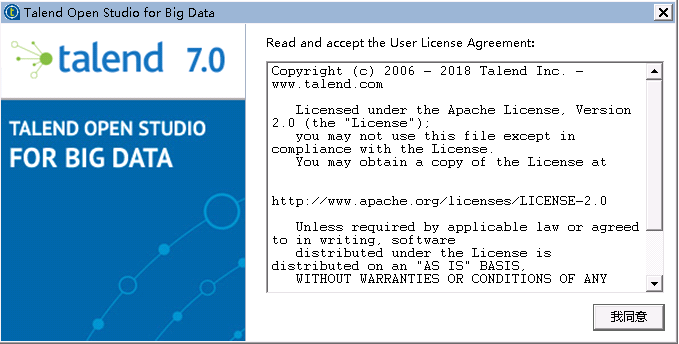 Talend Open Studio for Big Data
talend 7.0
TALEND OPEN STUDIO
FOR BIG DATA
Read and accept the User License Agreement:
Copyright (c) 2006 - 2018 Talend Inc. -
www.talend.com
Licensed under the Apache License, Version
2.0 (the "License");
you may not use this file except in
compliance with the License.
You may obtain a copy of the License at
http://www.apache.org/licenses/LICENSE-2.0
Unless required by applicable law or agreed
to in writing, software
distributed under the License is
distributed on an "AS IS" BASIS,
WITHOUT WARRANTIES OR CONDITIONS OF ANY
我同意